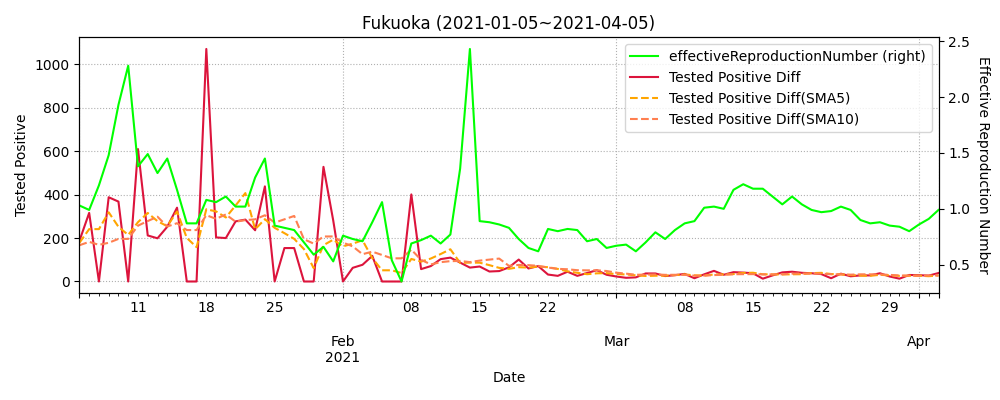 Fukuoka (2021-01-05~2021-04-05)
effectiveReproductionNumber (right)
Tested Positive Diff
Tested Positive Diff(SMA5)
Tested Positive Diff(SMA10)
Tested Positive
1000
800
600
400
200
0
2.5
2.0
1.5
1.0
0.5
Effective Reproduction Number
11 18 25 08 15 22 08 15 22 29
Feb Mar Apr
2021
Date